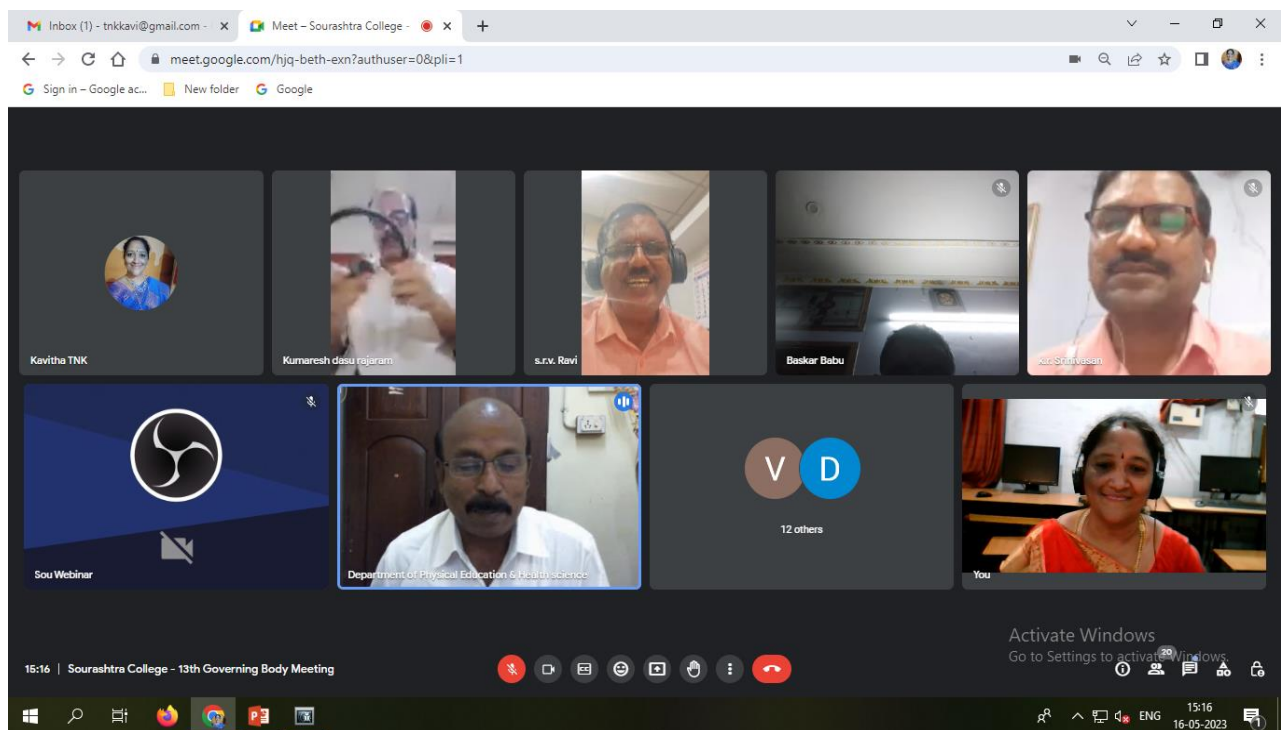 Inbox (1) - tnkkavi@gmail.com -
Meet – Sourashtra College -
meet.google.com/hjq-beth-exn?authuser=0&pli=1
Sign in – Google ac...
New folder
Google
Kavitha TNK
Kumaresh dasu rajaram
s.r.v. Ravi
Baskar Babu
Srinivasan
Sou Webinar
Department of Physical Education & Health science
V D
12 others
You
Activate Windows
Go to Settings to activate Windows.
15:16 | Sourashtra College - 13th Governing Body Meeting
20
ENG
15:16
16-05-2023
1